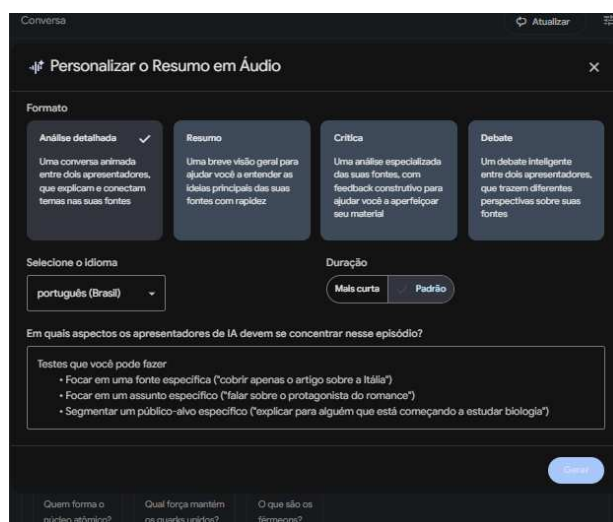 Conversa
Atualizar
Personalizar o Resumo em Áudio
Formato
Análise detalhada
Uma conversa animada
entre dois apresentadores,
que explicam e conectam
temas nas suas fontes
Resumo
Uma breve visão geral para
ajudar você a entender as
ideias principais das suas
fontes com rapidez
Crítica
Uma análise especializada
das suas fontes, com
feedback construtivo para
ajudar você a aperfeiçoar
seu material
Debate
Um debate inteligente
entre dois apresentadores,
que trazem diferentes
perspectivas sobre suas
fontes
Selecione o idioma
português (Brasil)
Duração
Mais curta
Padrão
Em quais aspectos os apresentadores de IA devem se concentrar nesse episódio?
Testes que você pode fazer
• Focar em uma fonte específica ("cobrir apenas o artigo sobre a Itália")
• Focar em um assunto específico ("falar sobre o protagonista do romance")
• Segmentar um público-alvo específico ("explicar para alguém que está começando a estudar biologia")
Gerar
Quem forma o
núcleo atômico?
Qual força mantém
os quarks unidos?
O que são os
férmeons?